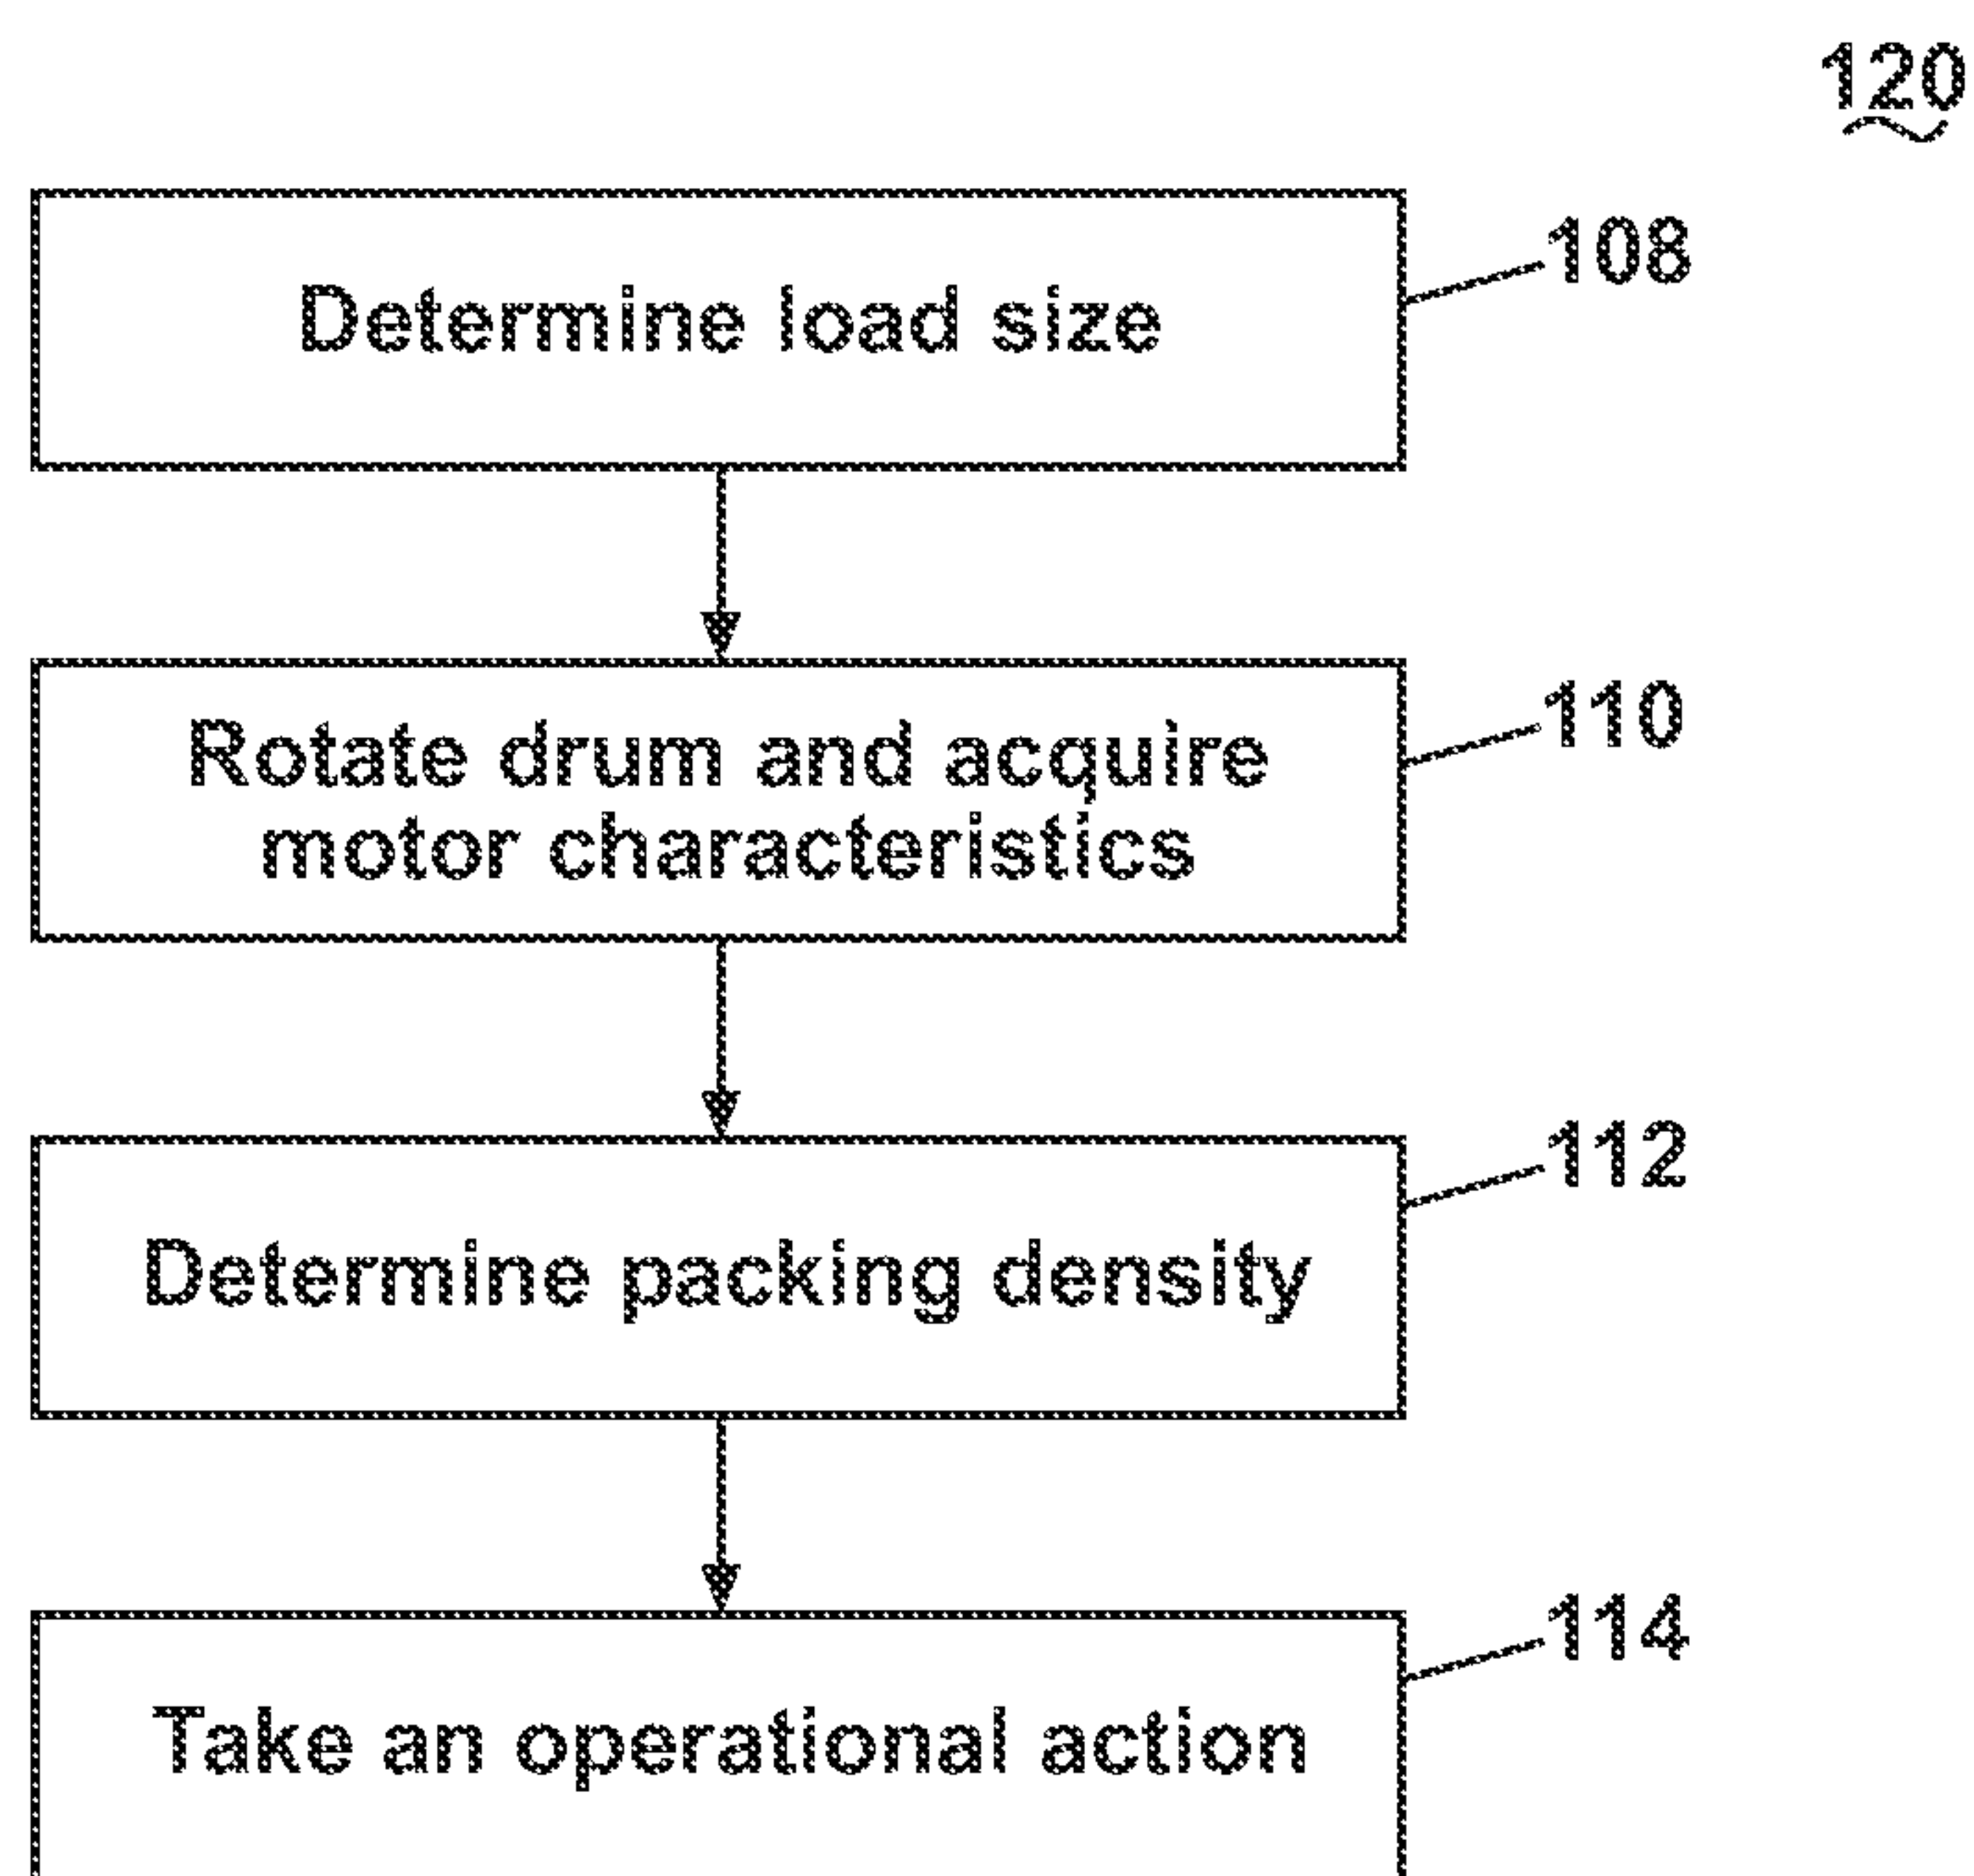 120
Determine load size
108
Rotate drum and acquire
motor characteristics
110
Determine packing density
112
Take an operational action
114